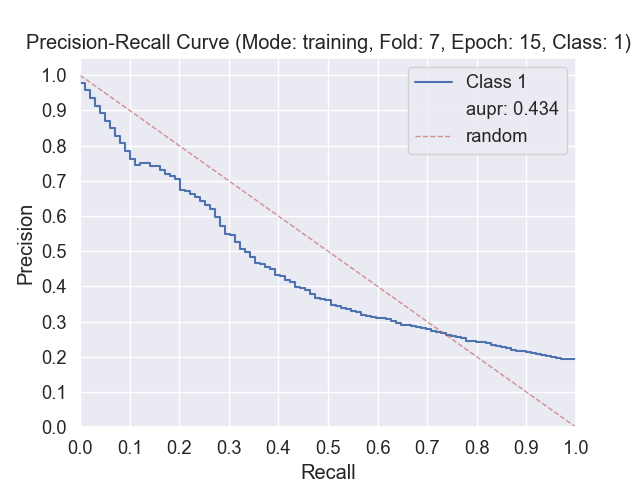 Precision-Recall Curve (Mode: training, Fold: 7, Epoch: 15, Class: 1)
1.0
0.9
0.8
0.7
0.6
0.5
0.4
0.3
0.2
0.1
0.0
Precision
Class 1
aupr: 0.434
random
0.0 0.1 0.2 0.3 0.4 0.5 0.6 0.7 0.8 0.9 1.0
Recall